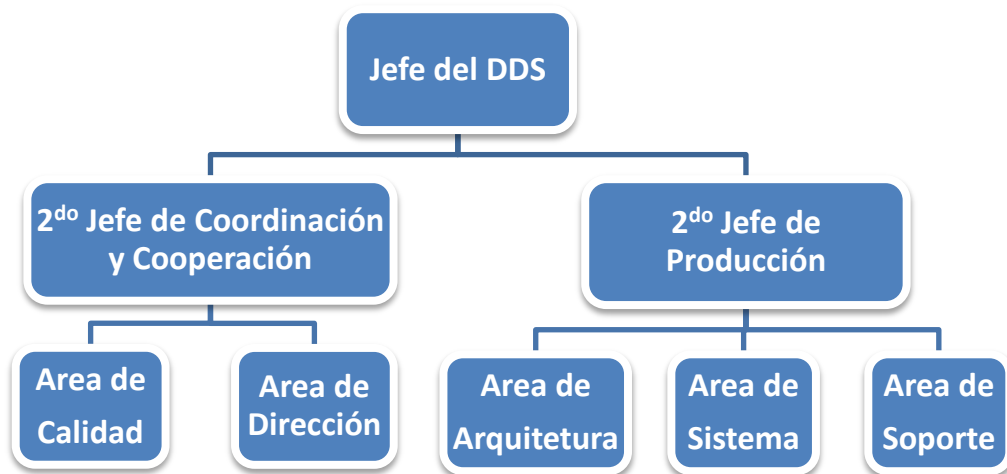 Jefe del DDS
2do Jefe de Coordinación
y Cooperación
2do Jefe de
Producción
Area de
Calidad
Area de
Dirección
Area de
Arquitetura
Area de
Sistema
Area de
Soporte